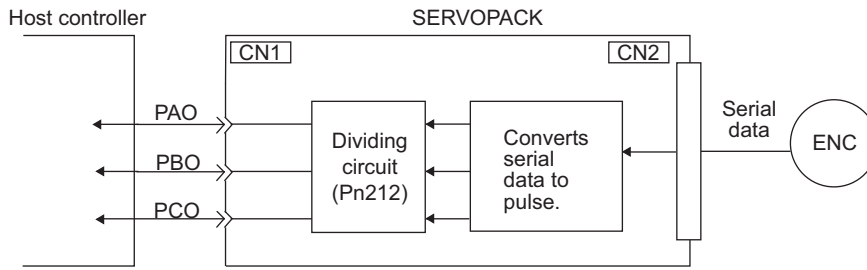 Host controller
SERVOPACK
CN1
CN2
PAO
PBO
PCO
Dividing
circuit
(Pn212)
Converts
serial
data to
pulse.
Serial
data
ENC